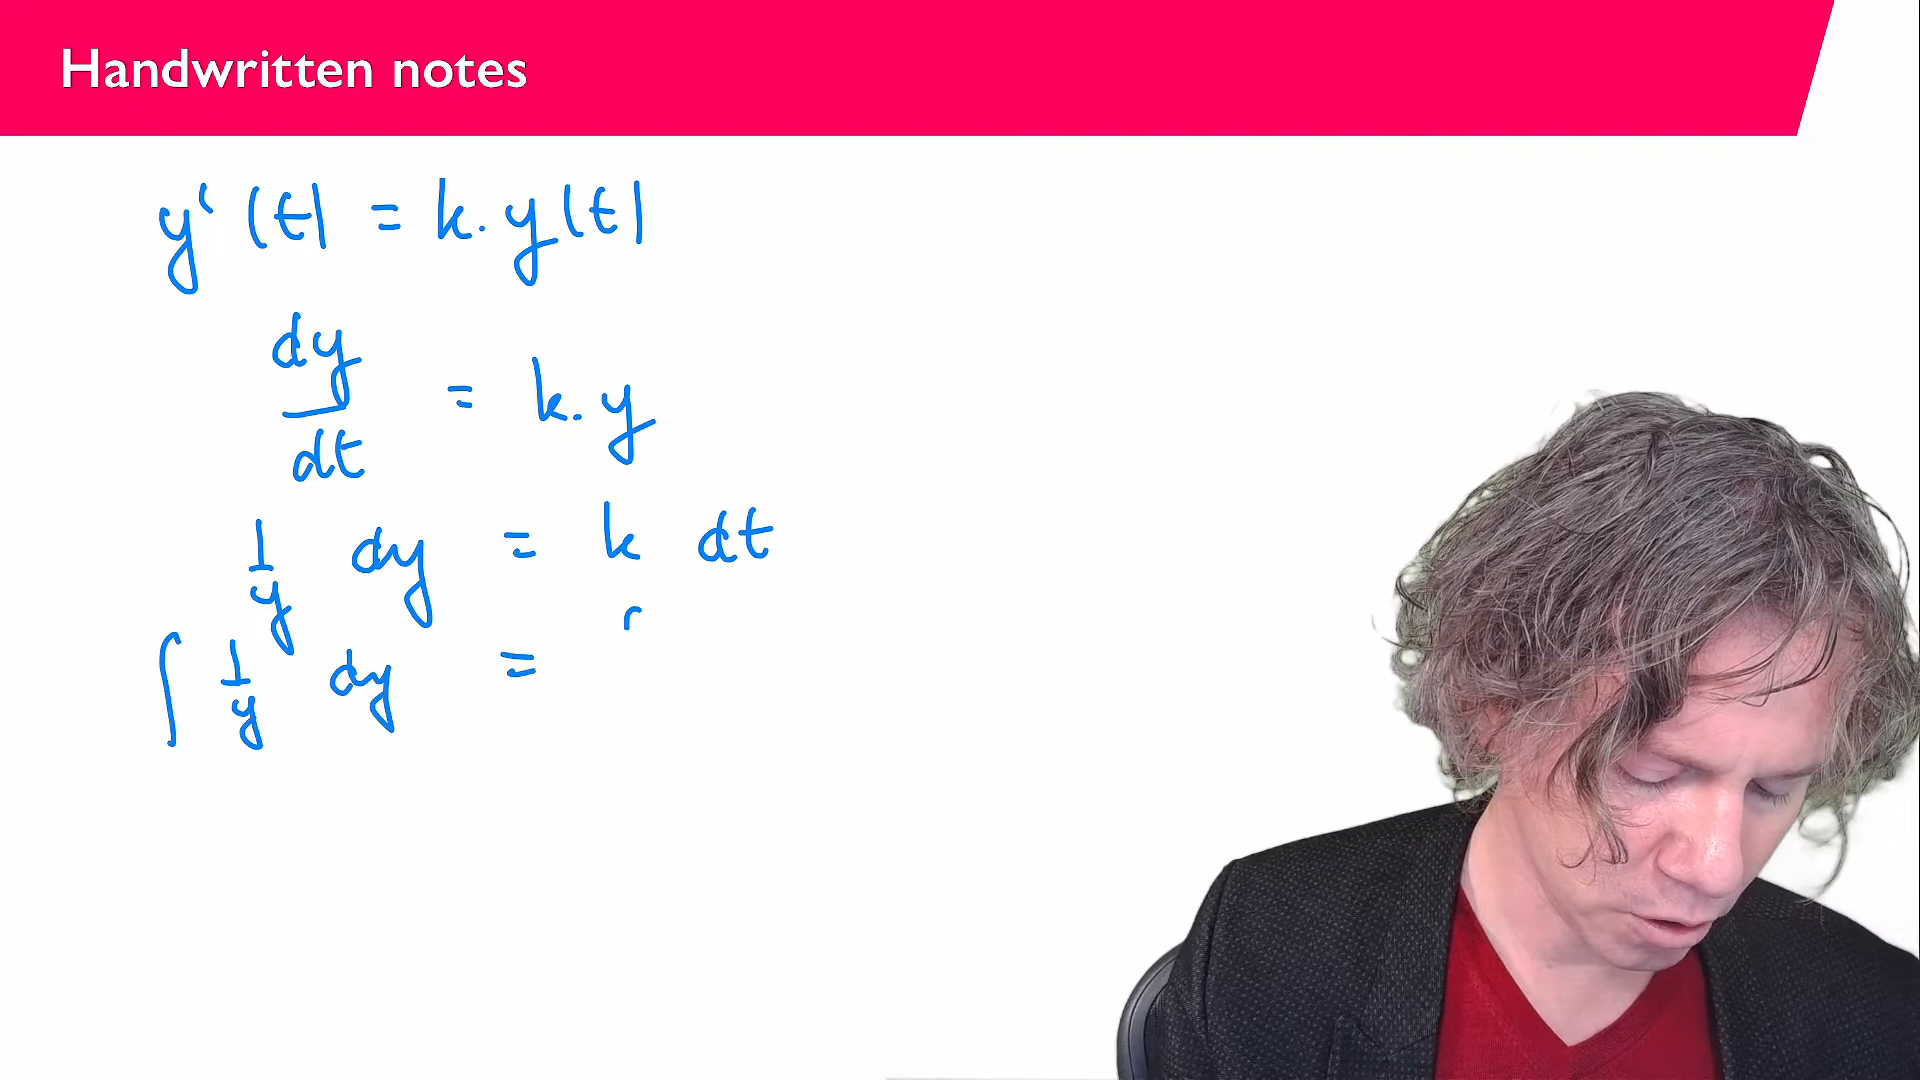 Handwritten notes
y'(t) = k. y(t)
dy/dt = k. y
1/y dy = k dt
∫ 1/y dy =